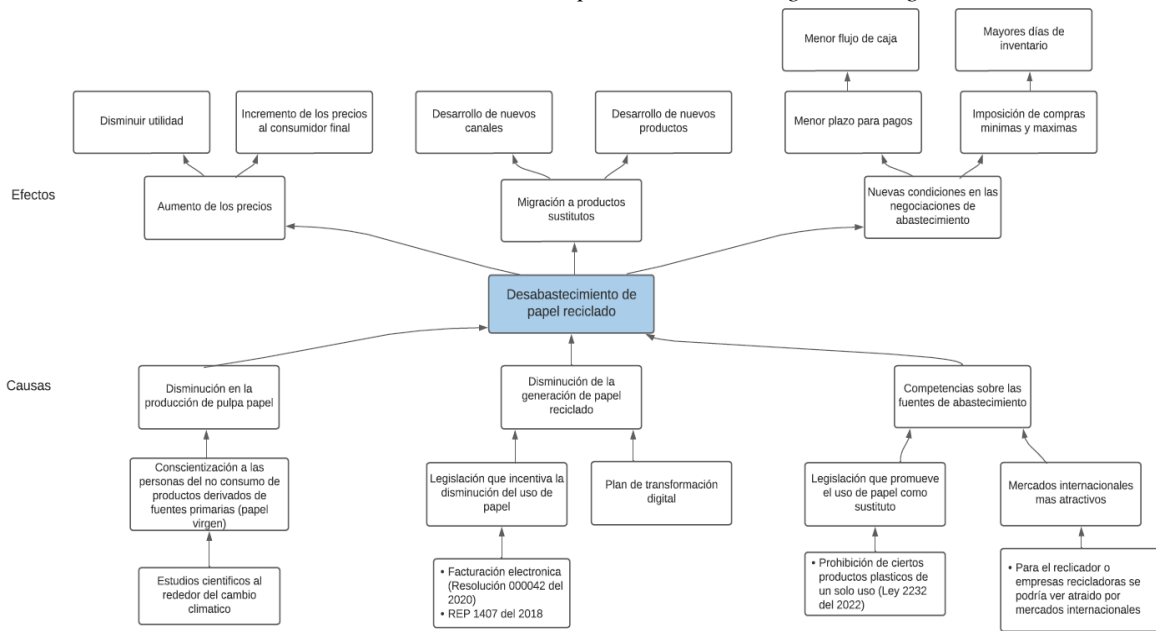 Menor flujo de caja
Mayores días de
inventario
Disminuir utilidad
Incremento de los precios
al consumidor final
Desarrollo de nuevos
canales
Desarrollo de nuevos
productos
Menor plazo para pagos
Imposición de compras
minimas y maximas
Efectos
Aumento de los precios
Migración a productos
sustitutos
Nuevas condiciones en las
negociaciones de
abastecimiento
Desabastecimiento de
papel reciclado
Causas
Disminución en la
producción de pulpa papel
Disminución de la
generación de papel
reciclado
Competencias sobre las
fuentes de abastecimiento
Conscientización a las
personas del no consumo de
productos derivados de
fuentes primarias (papel
virgen)
Legislación que incentiva la
disminución del uso de
papel
Plan de transformación
digital
Legislación que promueve
el uso de papel como
sustituto
Mercados internacionales
mas atractivos
Estudios cientificos al
rededor del cambio
climatico
• Facturación electronica
(Resolución 000042 del
2020)
• REP 1407 del 2018
• Prohibición de ciertos
productos plasticos de
un solo uso (Ley 2232
del 2022)
• Para el reclicador o
empresas recicladoras se
podría ver atraido por
mercados internacionales